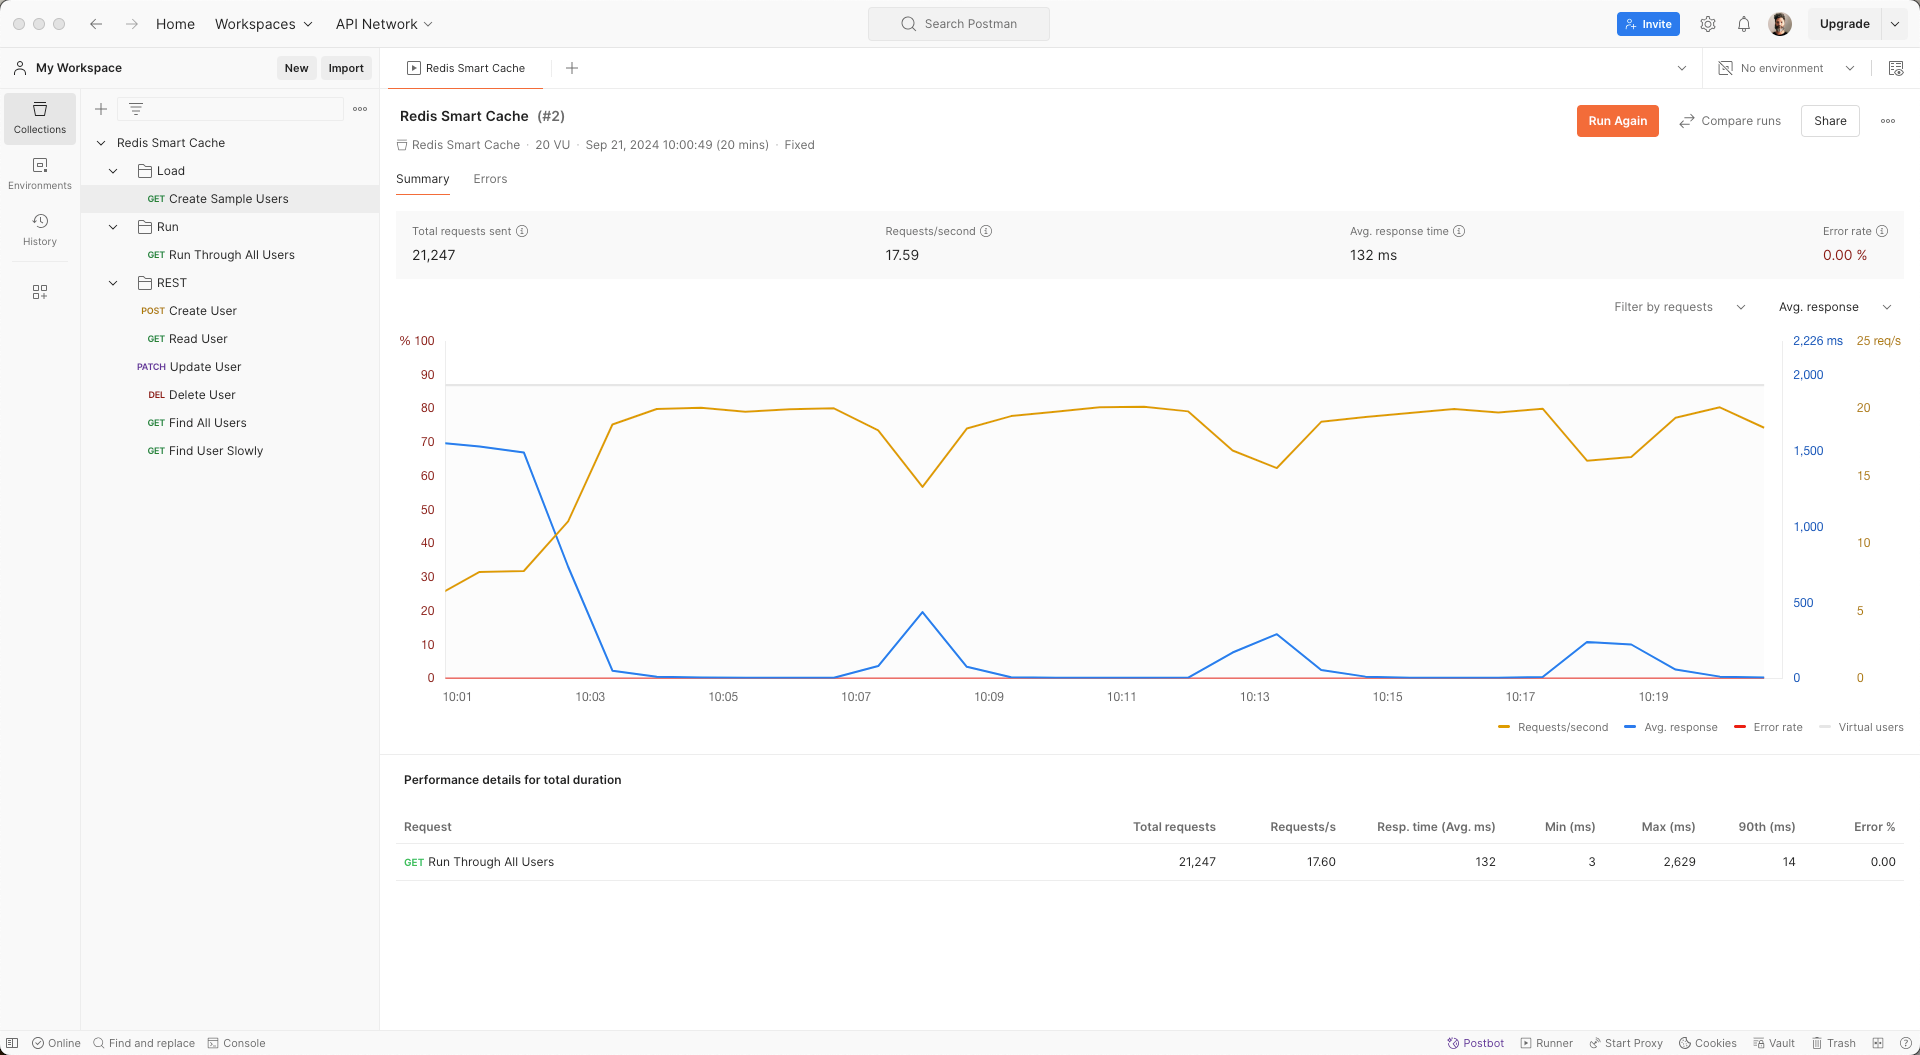 Home
Workspaces
API Network
Search Postman
Invite
Upgrade
My Workspace
New
Import
Redis Smart Cache
No environment
Collections
Environments
History
Redis Smart Cache
Load
GET Create Sample Users
Run
GET Run Through All Users
REST
POST Create User
GET Read User
PATCH Update User
DEL Delete User
GET Find All Users
GET Find User Slowly
Redis Smart Cache (#2)
Run Again
Compare runs
Share
Redis Smart Cache · 20 VU · Sep 21, 2024 10:00:49 (20 mins) · Fixed
Summary
Errors
Total requests sent
21,247
Requests/second
17.59
Avg. response time
132 ms
Error rate
0.00 %
Filter by requests
Avg. response
% 100
90
80
70
60
50
40
30
20
10
0
2,226 ms
2,000
1,500
1,000
500
0
25 req/s
20
15
10
5
0
10:01 10:03 10:05 10:07 10:09 10:11 10:13 10:15 10:17 10:19
Requests/second Avg. response Error rate Virtual users
Performance details for total duration
Request Total requests Requests/s Resp. time (Avg. ms) Min (ms) Max (ms) 90th (ms) Error %
GET Run Through All Users 21,247 17.60 132 3 2,629 14 0.00
Online
Find and replace
Console
Postbot
Runner
Start Proxy
Cookies
Vault
Trash